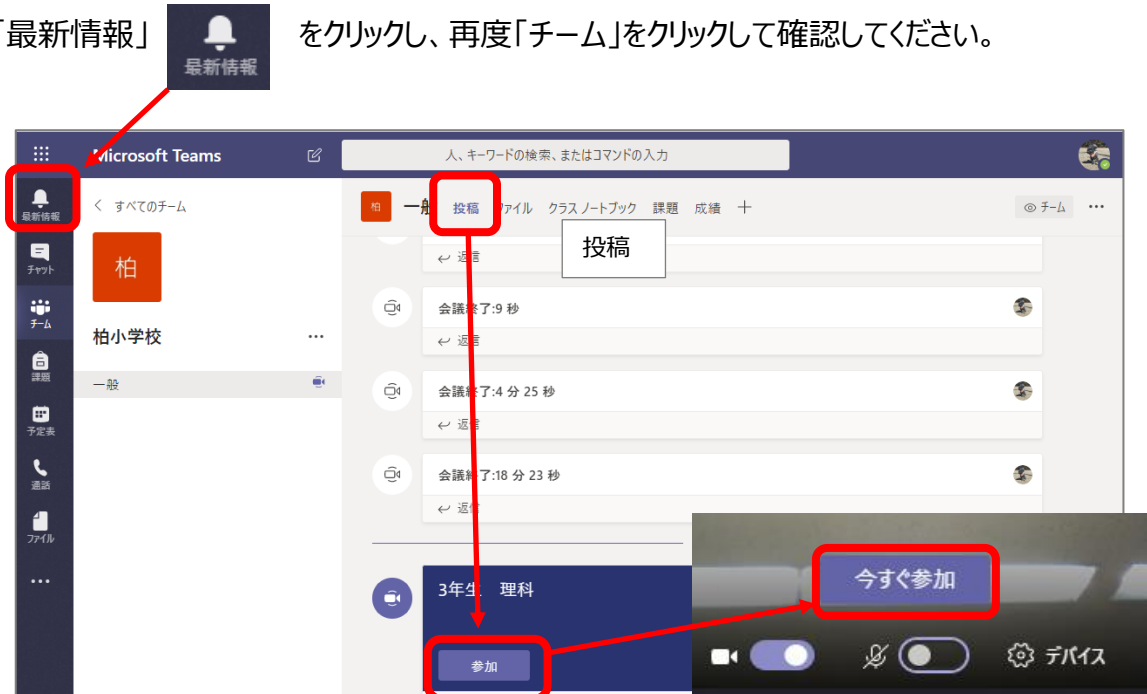 「最新情報」 最新情報 をクリックし、再度「チーム」をクリックして確認してください。
Microsoft Teams
人、キーワードの検索、またはコマンドの入力
最新情報
チャット
チーム
課題
予定表
通話
ファイル
…
すべてのチーム
柏
柏小学校
…
一般
柏 一般 投稿 ファイル クラス ノートブック 課題 成績 +
チーム …
投稿
返信
会議終了:9 秒
返信
会議終了:4 分 25 秒
返信
会議終了:18 分 23 秒
返信
3年生 理科
参加
今すぐ参加
デバイス